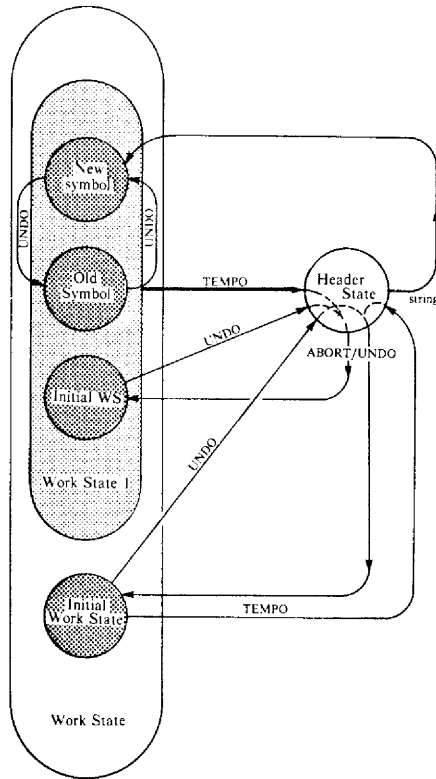 New
symbol
UNDO
UNDO
Old
Symbol
TEMPO
Header
State
string
UNDO
ABORT/UNDO
Initial WS
UNDO
Work State 1
Initial
Work State
TEMPO
Work State